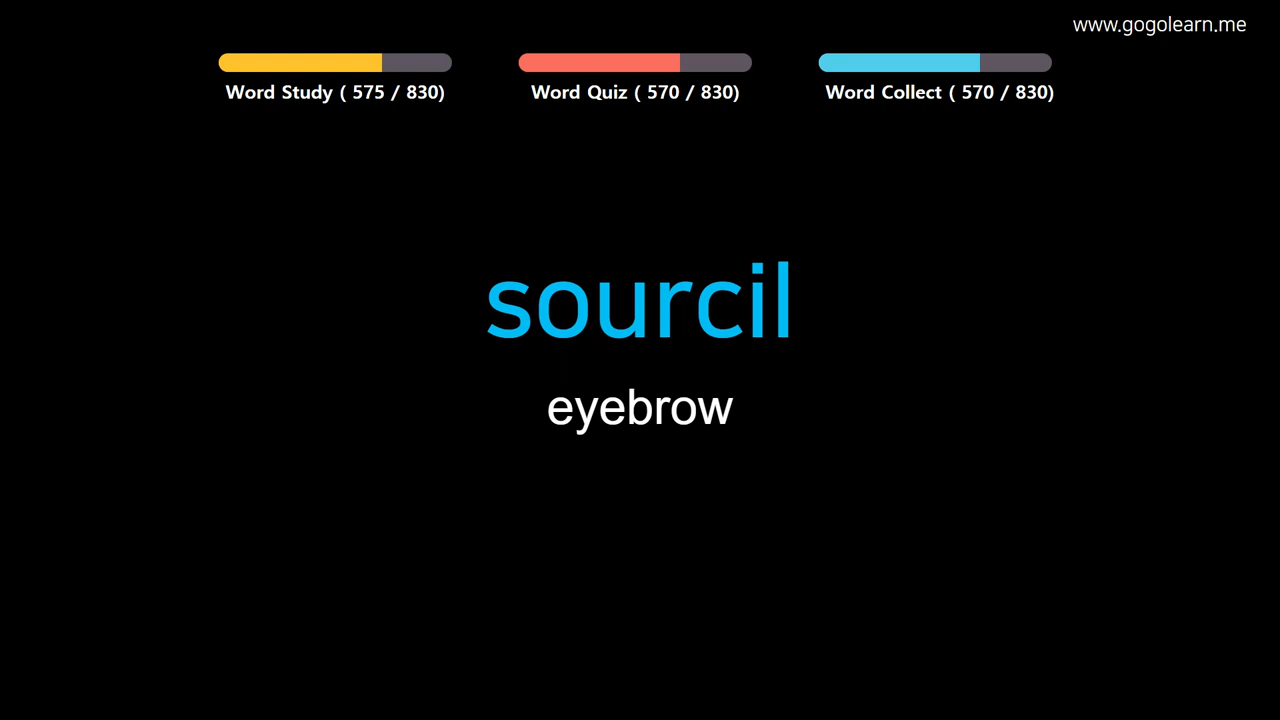 www.gogolearn.me
Word Study ( 575 / 830)
Word Quiz ( 570 / 830)
Word Collect ( 570 / 830)
sourcil
eyebrow